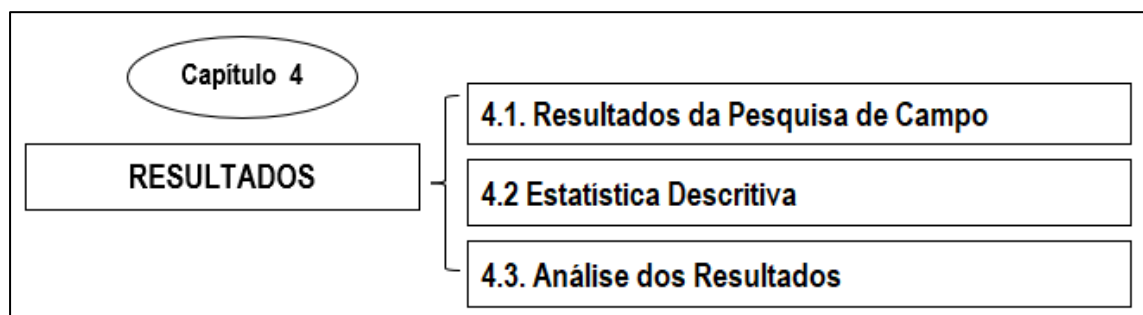 Capítulo 4
RESULTADOS
4.1. Resultados da Pesquisa de Campo
4.2 Estatística Descritiva
4.3. Análise dos Resultados